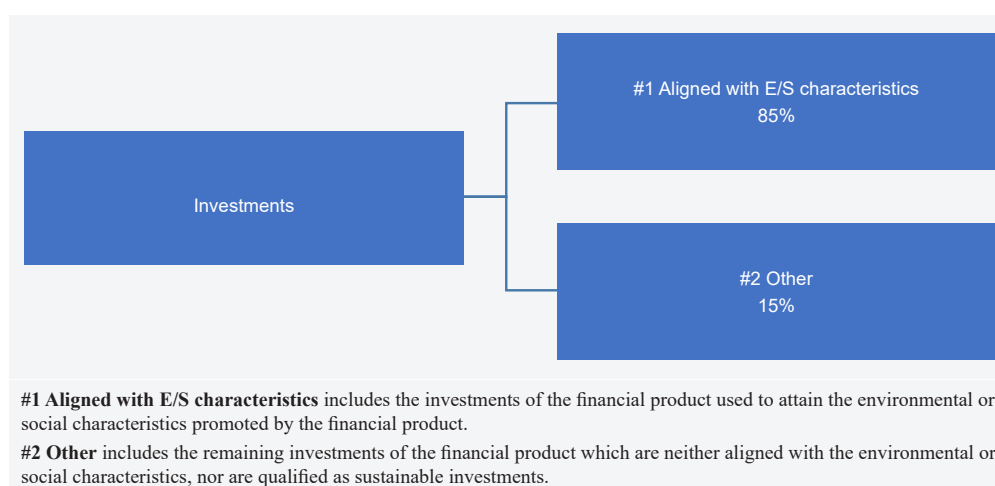 #1 Aligned with E/S characteristics
85%
Investments
#2 Other
15%
#1 Aligned with E/S characteristics includes the investments of the financial product used to attain the environmental or
social characteristics promoted by the financial product.
#2 Other includes the remaining investments of the financial product which are neither aligned with the environmental or
social characteristics, nor are qualified as sustainable investments.